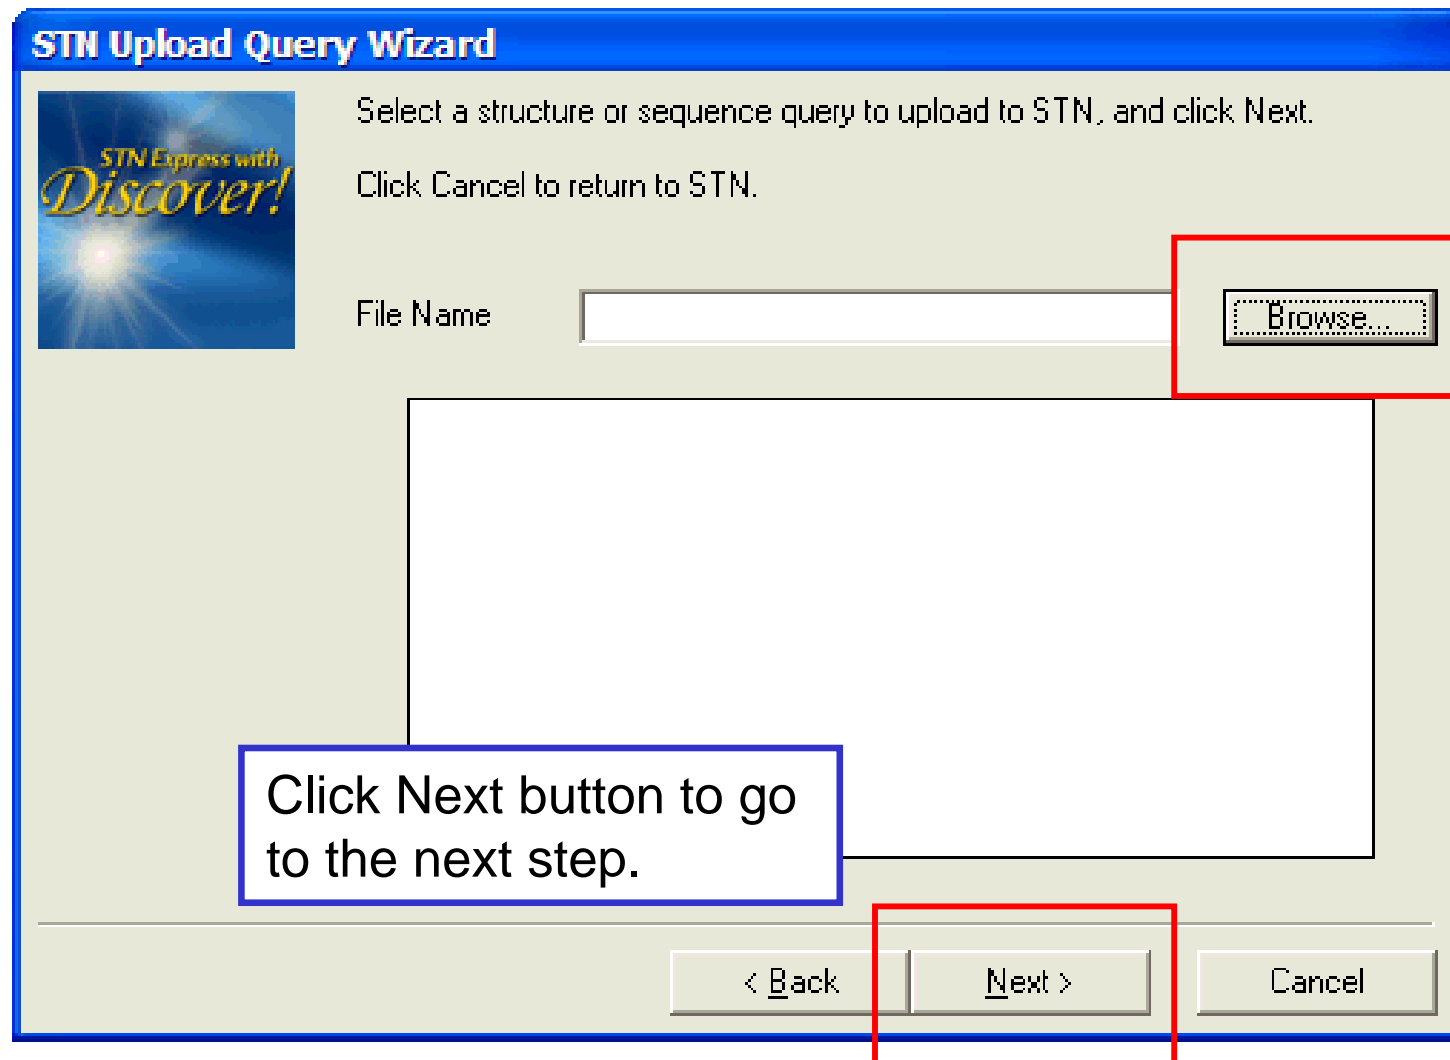 STN Upload Query Wizard
Select a structure or sequence query to upload to STN, and click Next.
STN Express with
Discover!
Click Cancel to return to STN.
File Name
Browse...
Click Next button to go
to the next step.
< Back
Next >
Cancel